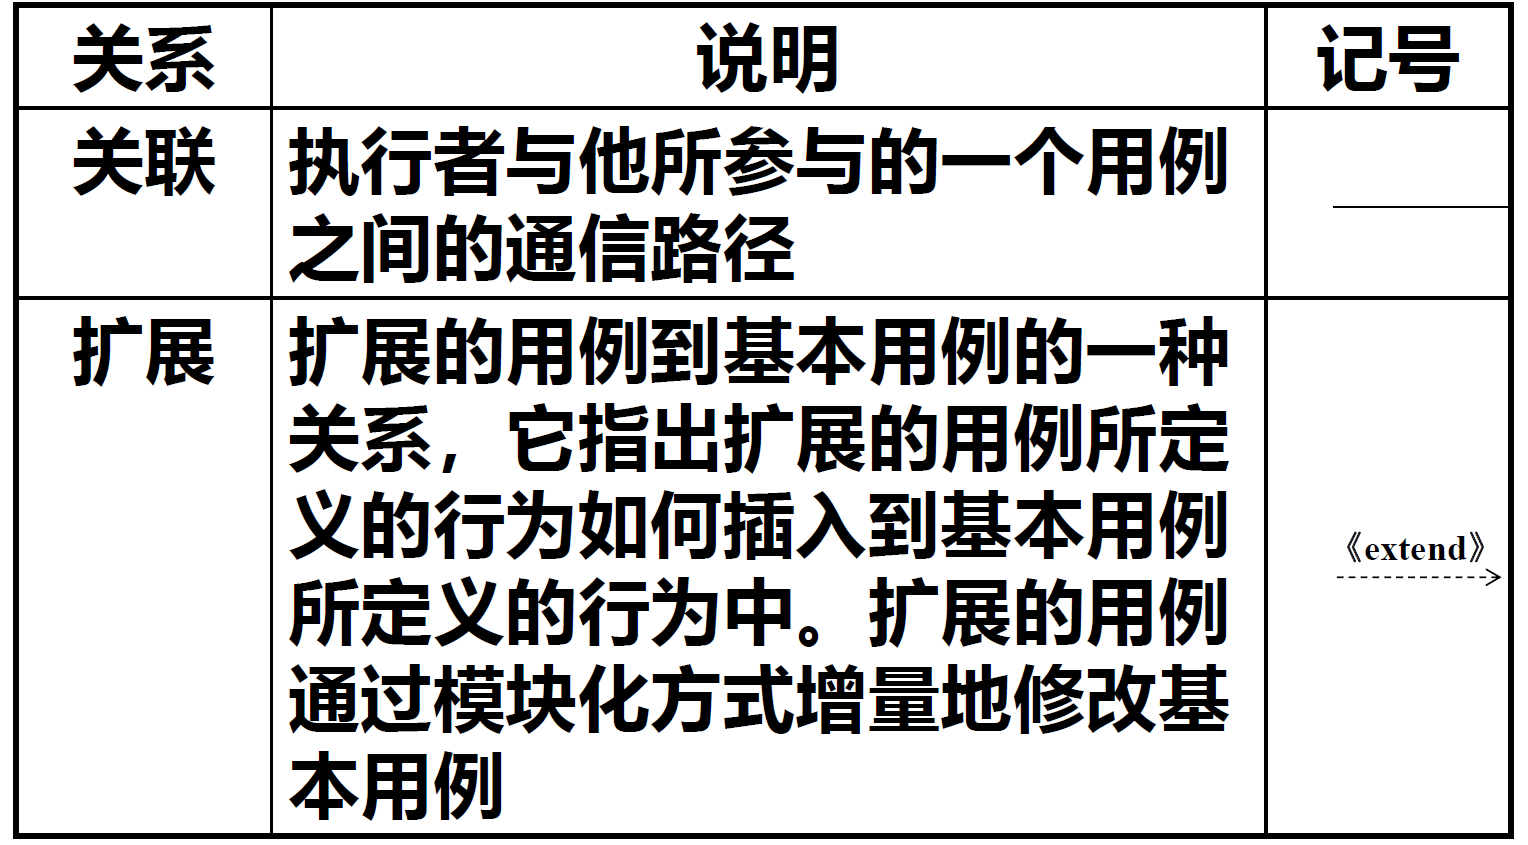 关系 说明 记号
关联 执行者与他所参与的一个用例
之间的通信路径
扩展 扩展的用例到基本用例的一种
关系，它指出扩展的用例所定
义的行为如何插入到基本用例
《extend》
所定义的行为中。扩展的用例
通过模块化方式增量地修改基
本用例